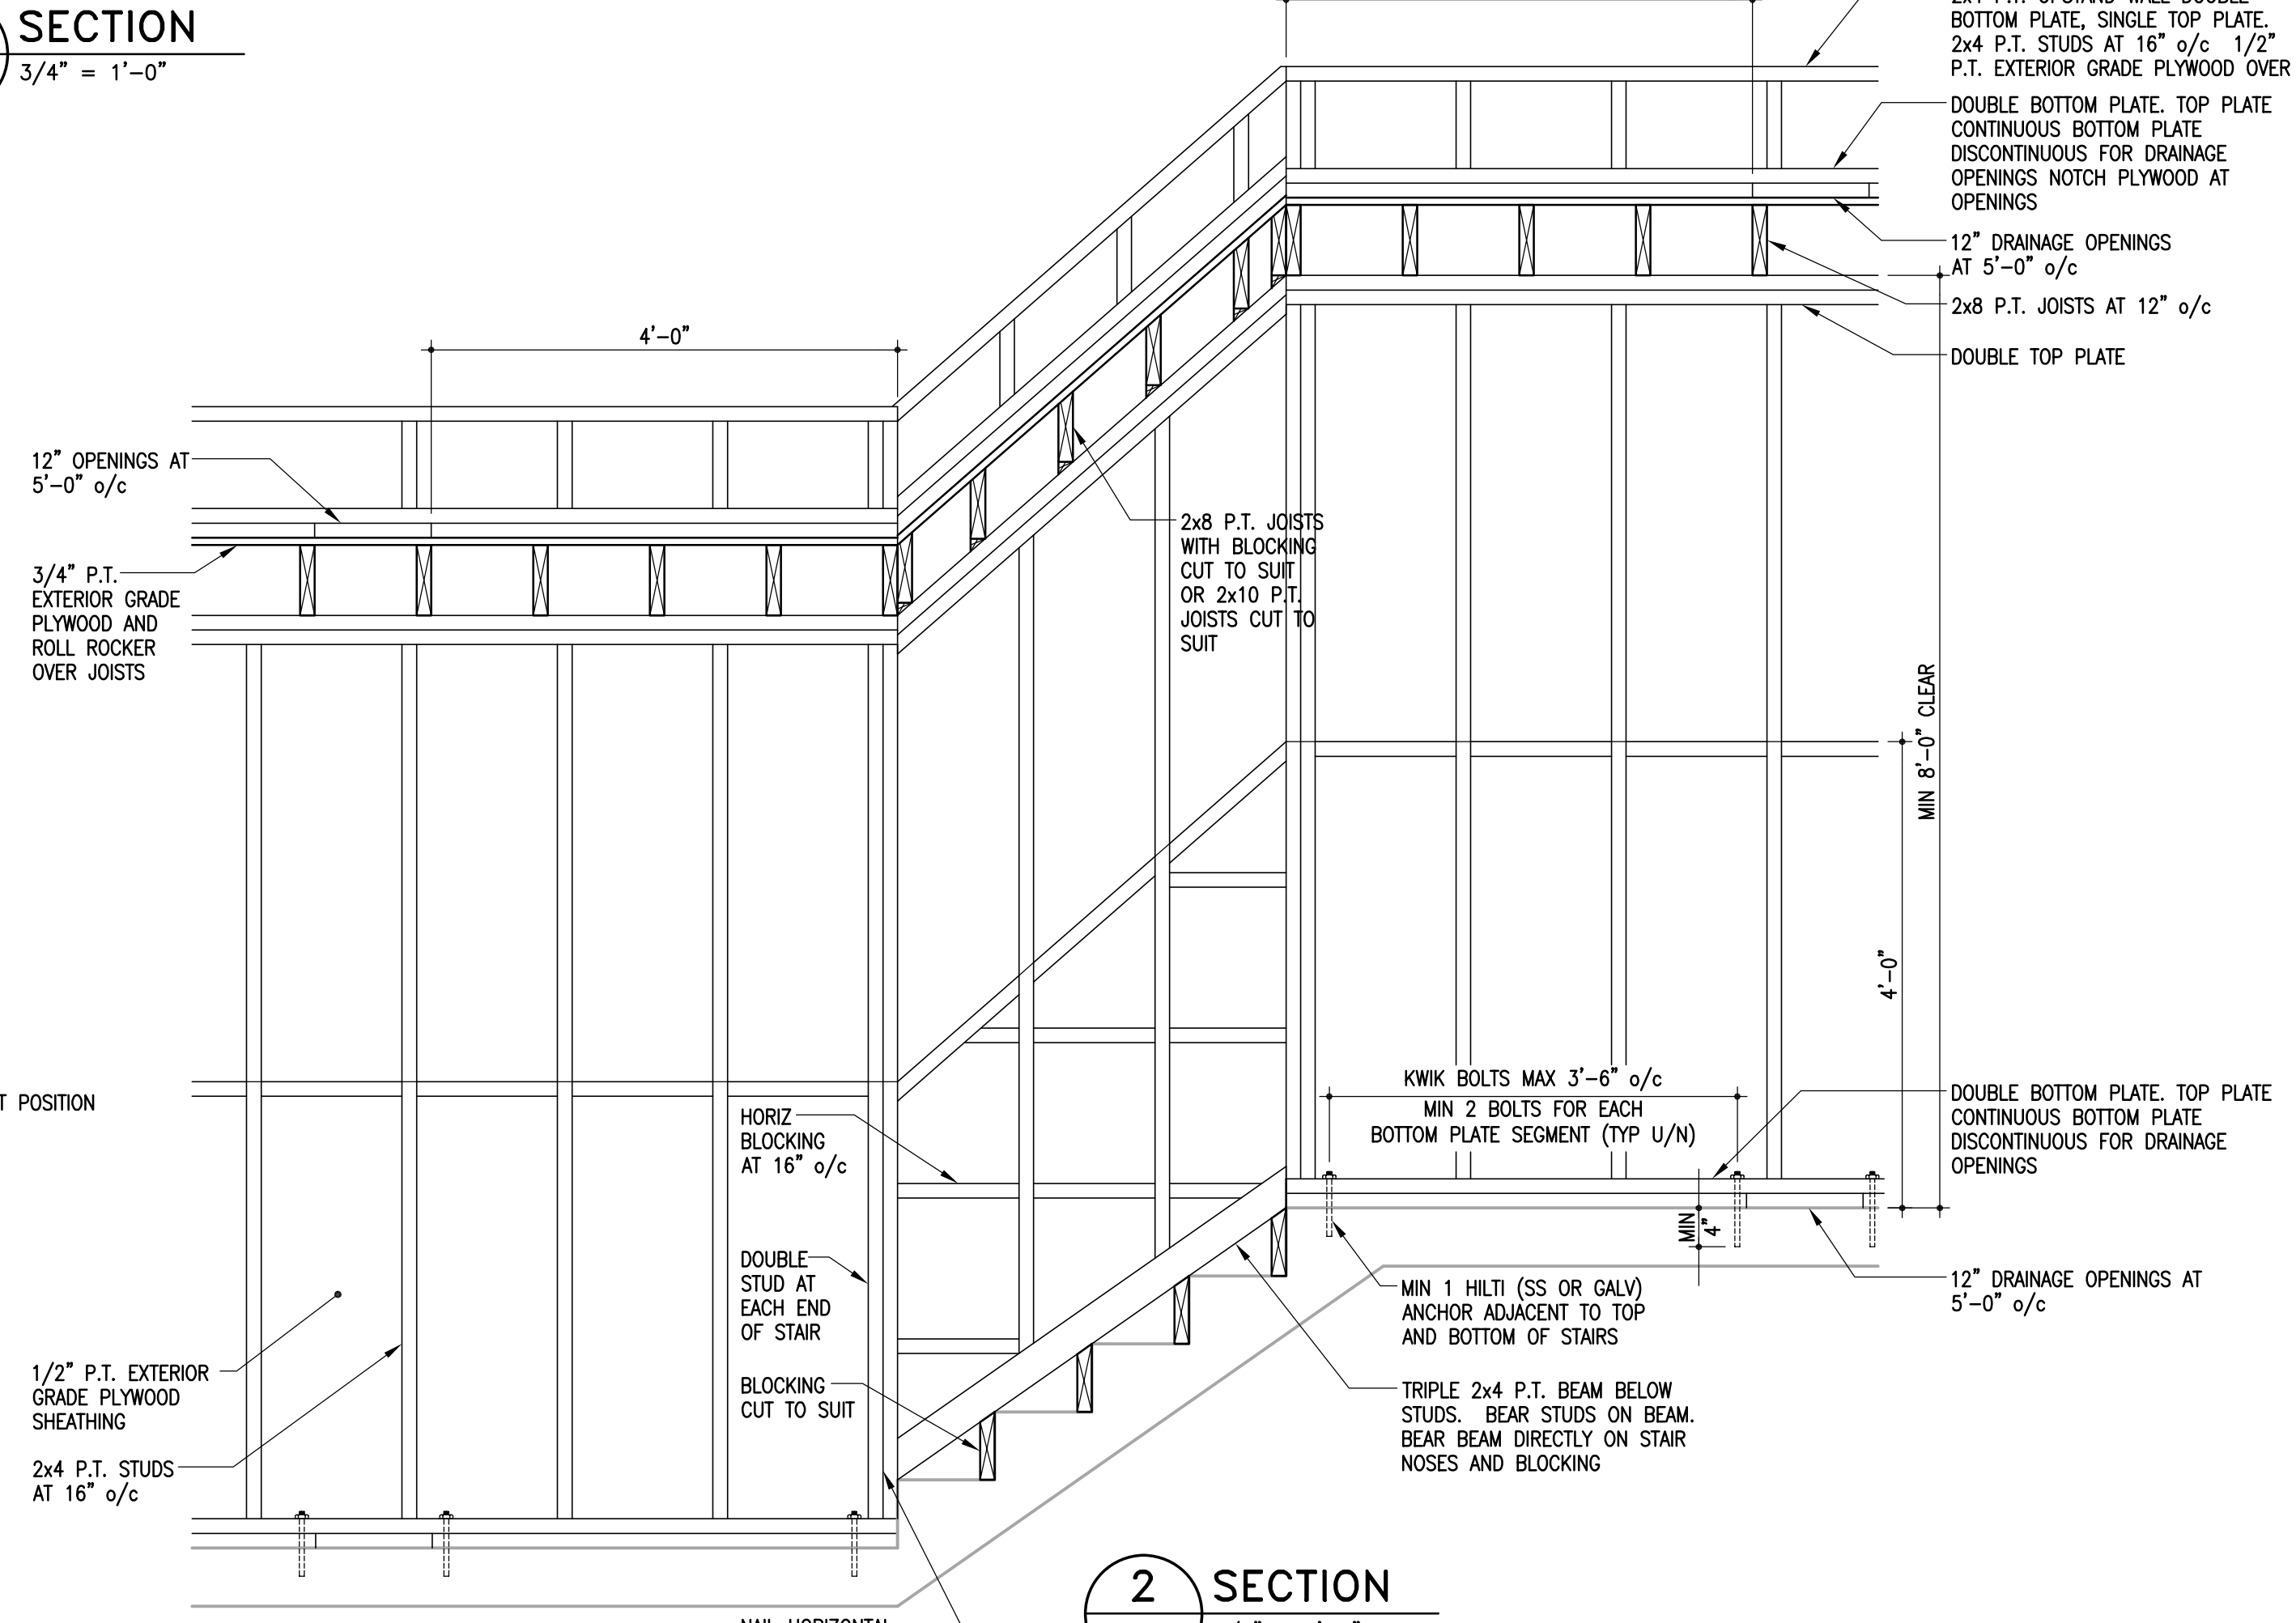 SECTION
3/4" = 1'-0"
BOTTOM PLATE, SINGLE TOP PLATE.
2x4 P.T. STUDS AT 16" o/c 1/2"
P.T. EXTERIOR GRADE PLYWOOD OVER
DOUBLE BOTTOM PLATE. TOP PLATE
CONTINUOUS BOTTOM PLATE
DISCONTINUOUS FOR DRAINAGE
OPENINGS NOTCH PLYWOOD AT
OPENINGS
12" DRAINAGE OPENINGS
AT 5'-0" o/c
2x8 P.T. JOISTS AT 12" o/c
DOUBLE TOP PLATE
4'-0"
12" OPENINGS AT
5'-0" o/c
3/4" P.T.
EXTERIOR GRADE
PLYWOOD AND
ROLL ROCKER
OVER JOISTS
2x8 P.T. JOISTS
WITH BLOCKING
CUT TO SUIT
OR 2x10 P.T.
JOISTS CUT TO
SUIT
MIN 8'-0" CLEAR
4'-0"
T POSITION
HORIZ
BLOCKING
AT 16" o/c
KWIK BOLTS MAX 3'-6" o/c
MIN 2 BOLTS FOR EACH
BOTTOM PLATE SEGMENT (TYP U/N)
DOUBLE BOTTOM PLATE. TOP PLATE
CONTINUOUS BOTTOM PLATE
DISCONTINUOUS FOR DRAINAGE
OPENINGS
MIN
4"
DOUBLE
STUD AT
EACH END
OF STAIR
MIN 1 HILTI (SS OR GALV)
ANCHOR ADJACENT TO TOP
AND BOTTOM OF STAIRS
12" DRAINAGE OPENINGS AT
5'-0" o/c
1/2" P.T. EXTERIOR
GRADE PLYWOOD
SHEATHING
BLOCKING
CUT TO SUIT
TRIPLE 2x4 P.T. BEAM BELOW
STUDS. BEAR STUDS ON BEAM.
BEAR BEAM DIRECTLY ON STAIR
NOSES AND BLOCKING
2x4 P.T. STUDS
AT 16" o/c
2 SECTION